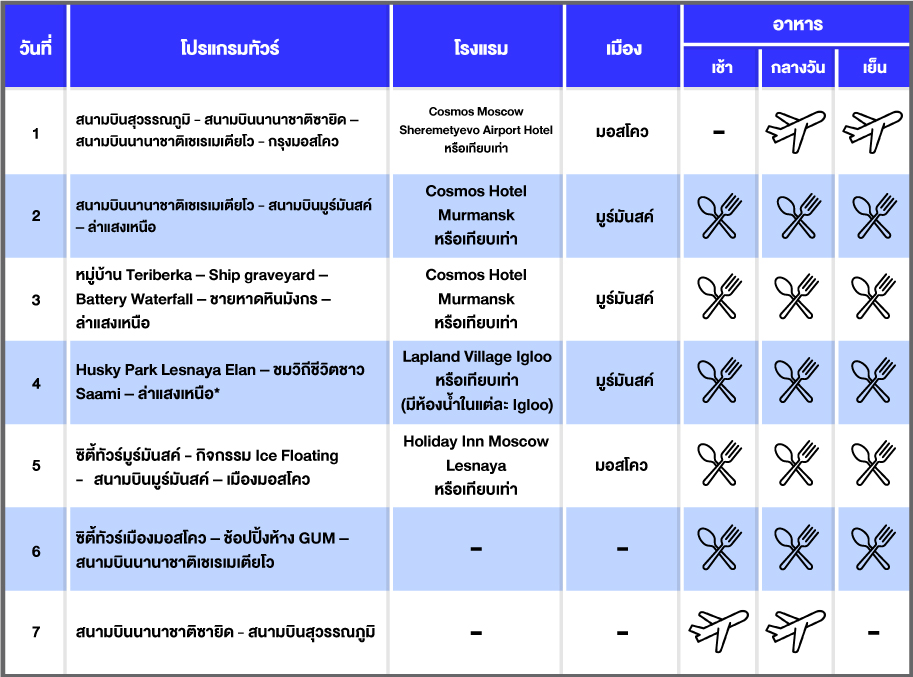 วันที่
โปรแกรมทัวร์
โรงแรม
เมือง
อาหาร
เช้า
กลางวัน
เย็น
1
สนามบินสุวรรณภูมิ - สนามบินนานาชาติซายิด –
สนามบินนานาชาติเชเรเมเตียโว - กรุงมอสโคว
Cosmos Moscow
Sheremetyevo Airport Hotel
หรือเทียบเท่า
มอสโคว
-
2
สนามบินนานาชาติเชเรเมเตียโว - สนามบินมูร์มันสค์
– ล่าแสงเหนือ
Cosmos Hotel
Murmansk
หรือเทียบเท่า
มูร์มันสค์
3
หมู่บ้าน Teriberka – Ship graveyard –
Battery Waterfall – ชายหาดหินมังกร –
ล่าแสงเหนือ
Cosmos Hotel
Murmansk
หรือเทียบเท่า
มูร์มันสค์
4
Husky Park Lesnaya Elan – ชมวิถีชีวิตชาว
Saami – ล่าแสงเหนือ*
Lapland Village Igloo
หรือเทียบเท่า
(มีห้องน้ำในแต่ละ Igloo)
มูร์มันสค์
5
ซิตี้ทัวร์มูร์มันสค์ - กิจกรรม Ice Floating
- สนามบินมูร์มันสค์ – เมืองมอสโคว
Holiday Inn Moscow
Lesnaya
หรือเทียบเท่า
มอสโคว
6
ซิตี้ทัวร์เมืองมอสโคว – ช้อปปิ้งห้าง GUM –
สนามบินนานาชาติเชเรเมเตียโว
-
-
7
สนามบินนานาชาติซายิด - สนามบินสุวรรณภูมิ
-
-
-